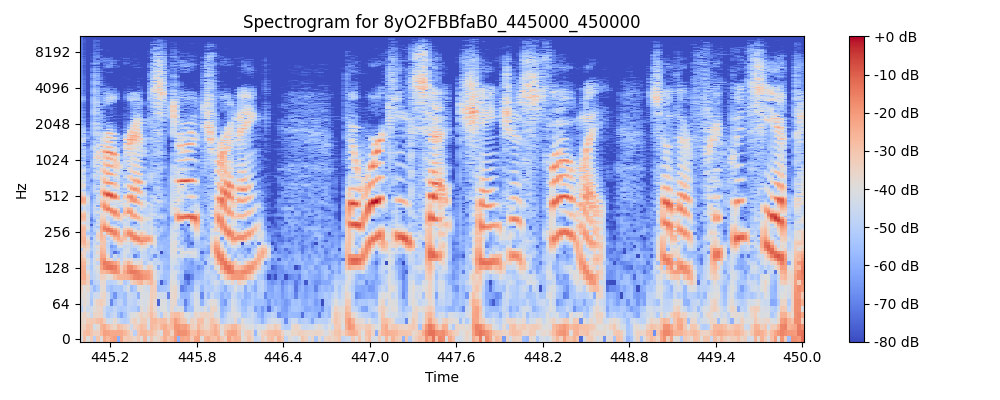 Spectrogram for 8yO2FBBfaB0_445000_450000
Hz
8192
4096
2048
1024
512
256
128
64
0
445.2 445.8 446.4 447.0 447.6 448.2 448.8 449.4 450.0
Time
+0 dB
-10 dB
-20 dB
-30 dB
-40 dB
-50 dB
-60 dB
-70 dB
-80 dB